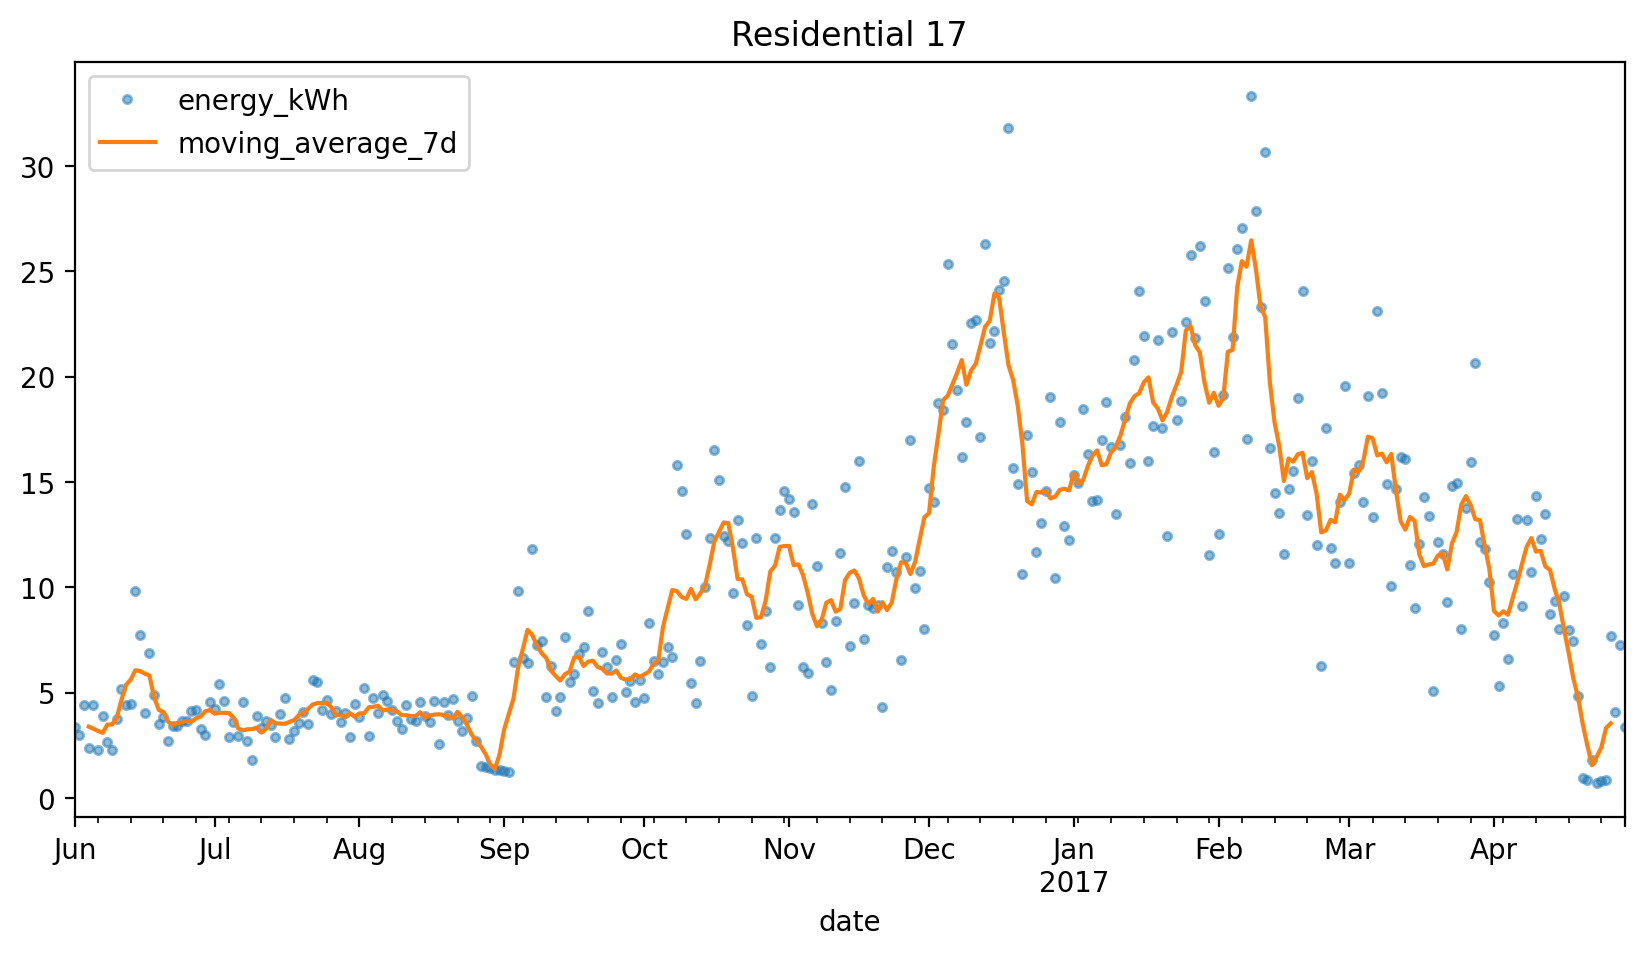 Residential 17
energy_kWh
moving_average_7d
30
25
20
15
10
5
0
Jun Jul Aug Sep Oct Nov Dec Jan Feb Mar Apr
2017
date